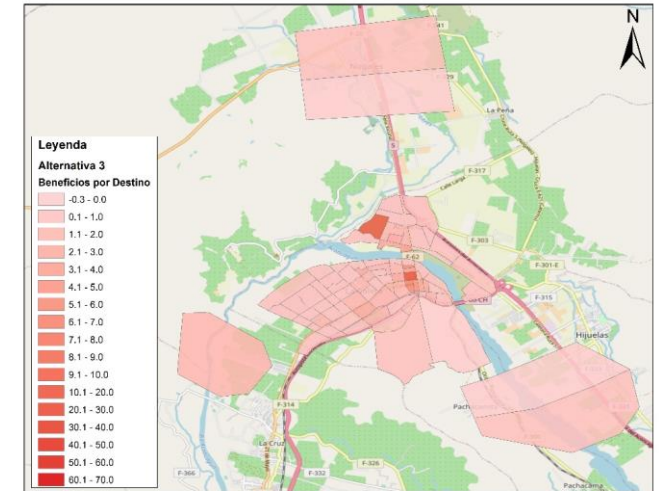 N
F-317
La Peña
Calle Larga
F-303
F-62
F-301-E
F-315
Hijuelas
F-314
La Cruz
F-366
F-332
F-326
Pachacama
5
Leyenda
Alternativa 3
Beneficios por Destino
-0.3 - 0.0
0.1 - 1.0
1.1 - 2.0
2.1 - 3.0
3.1 - 4.0
4.1 - 5.0
5.1 - 6.0
6.1 - 7.0
7.1 - 8.0
8.1 - 9.0
9.1 - 10.0
10.1 - 20.0
20.1 - 30.0
30.1 - 40.0
40.1 - 50.0
50.1 - 60.0
60.1 - 70.0